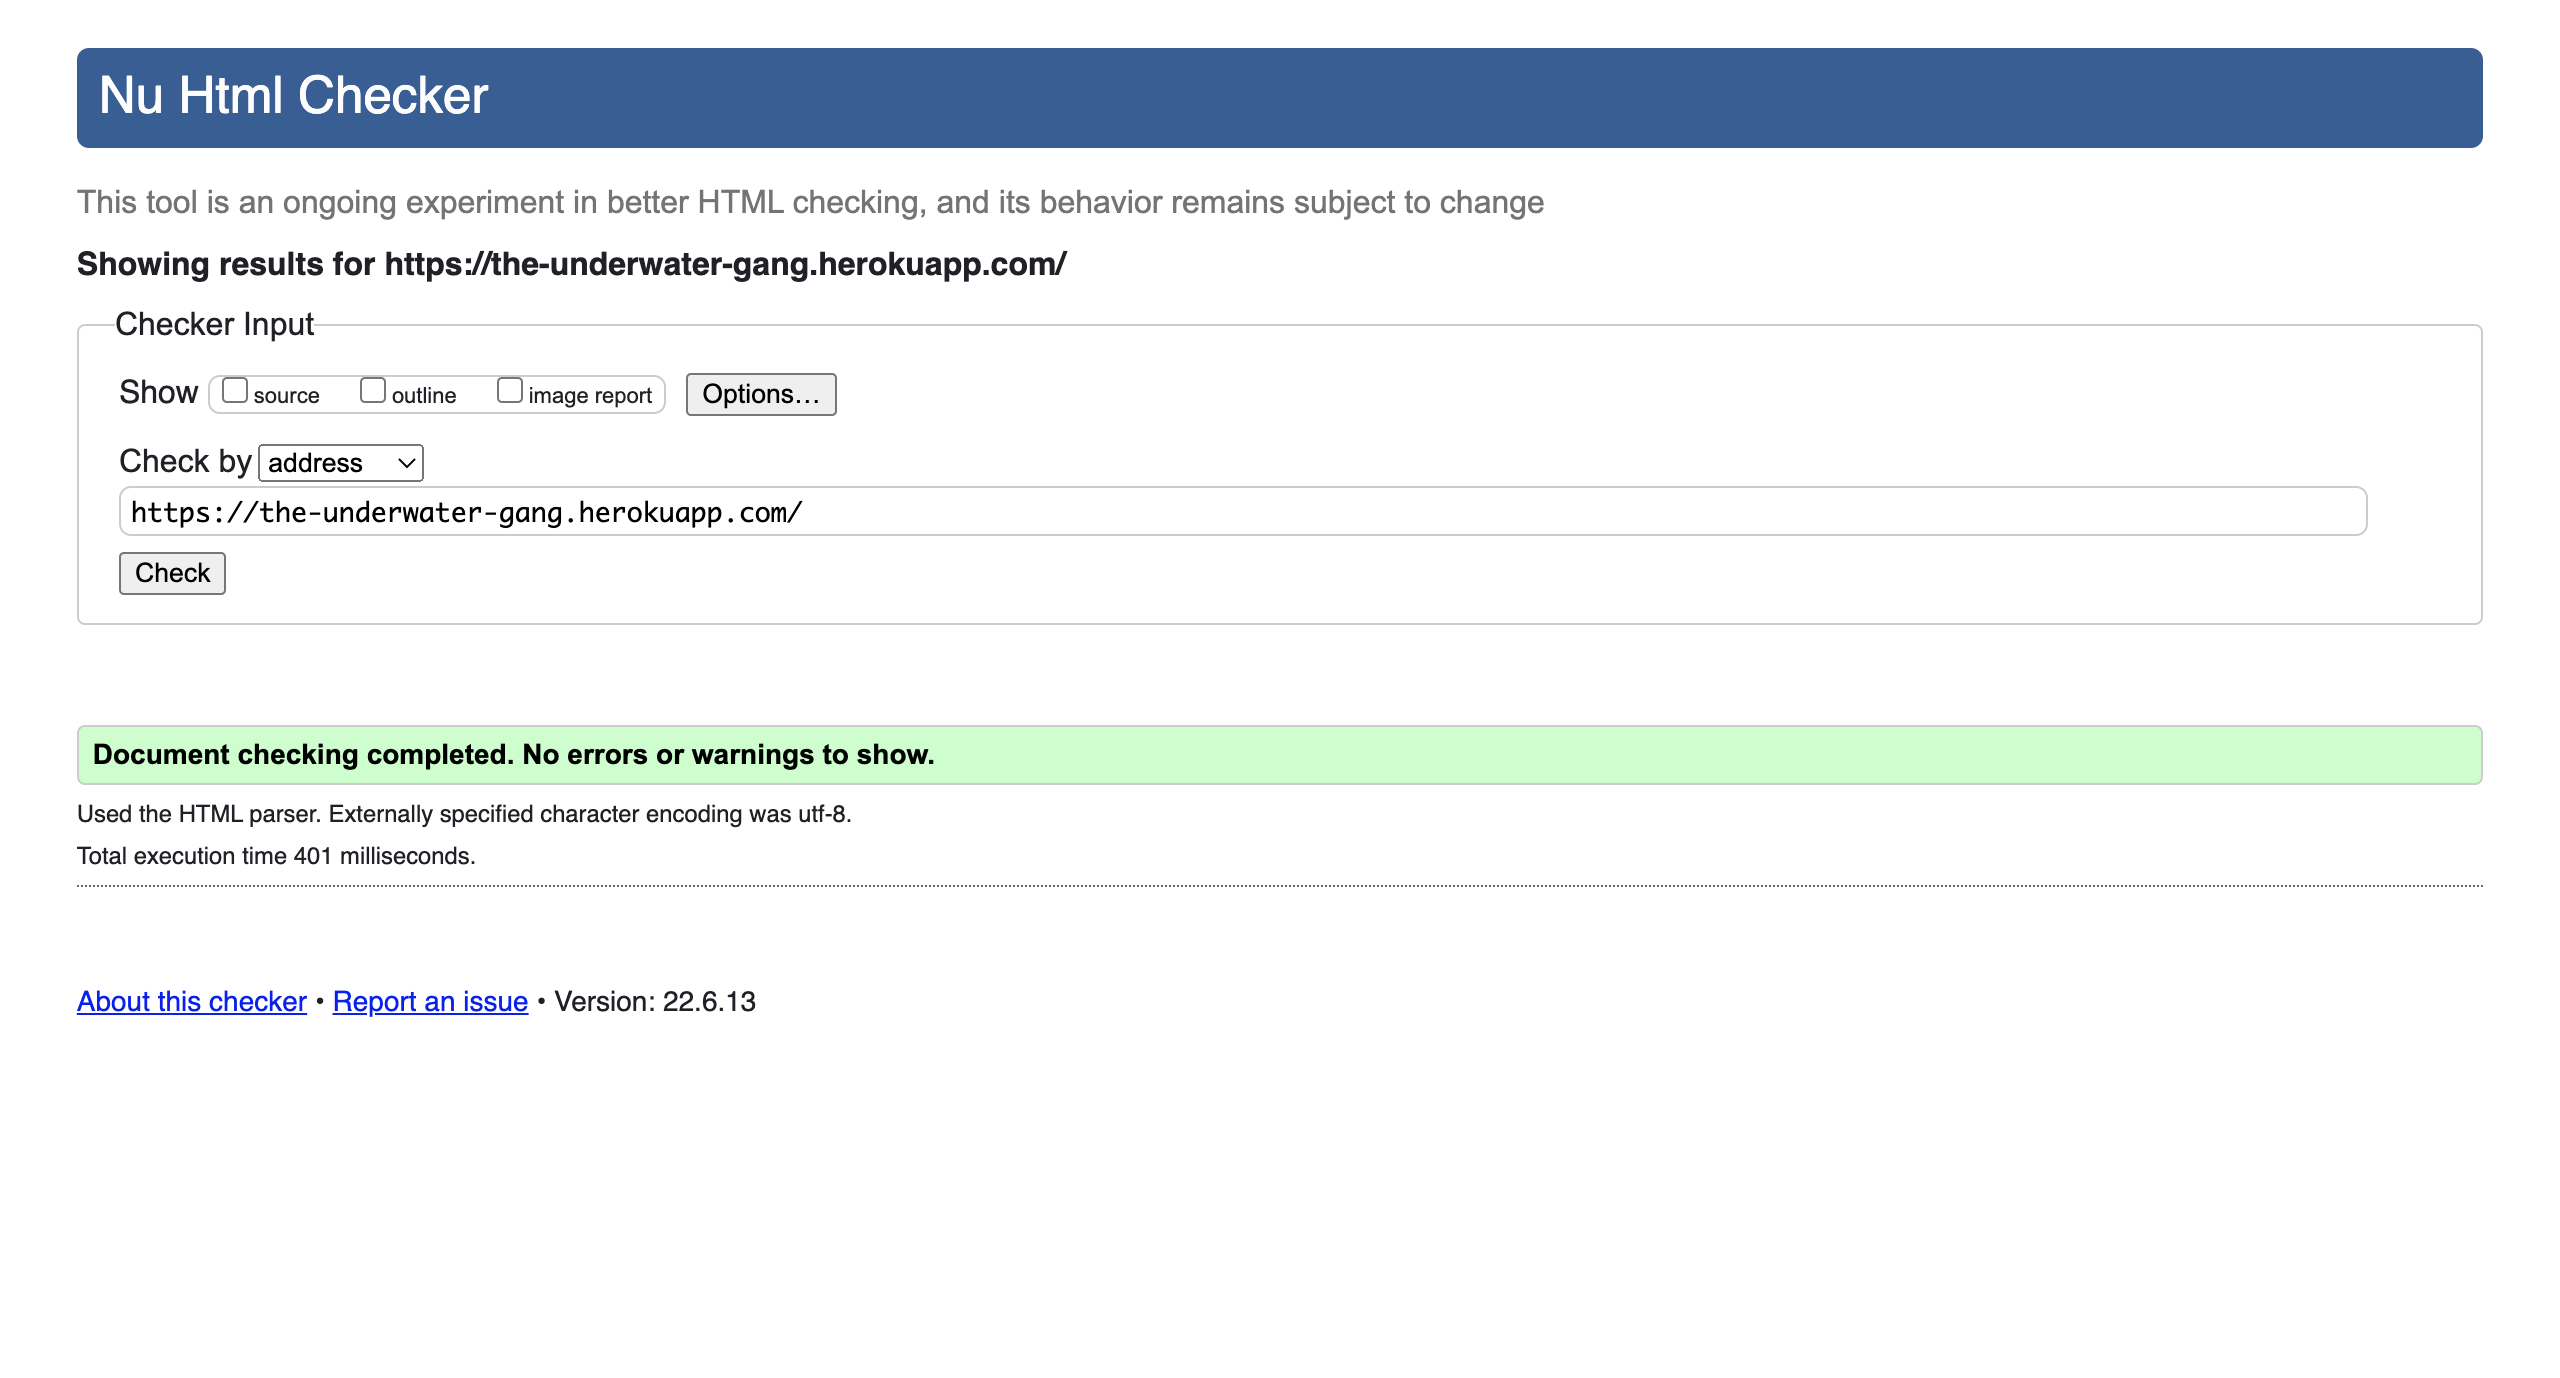 Nu Html Checker
This tool is an ongoing experiment in better HTML checking, and its behavior remains subject to change
Showing results for https://the-underwater-gang.herokuapp.com/
Checker Input
Show source outline image report Options...
Check by address
https://the-underwater-gang.herokuapp.com/
Check
Document checking completed. No errors or warnings to show.
Used the HTML parser. Externally specified character encoding was utf-8.
Total execution time 401 milliseconds.
About this checker • Report an issue • Version: 22.6.13